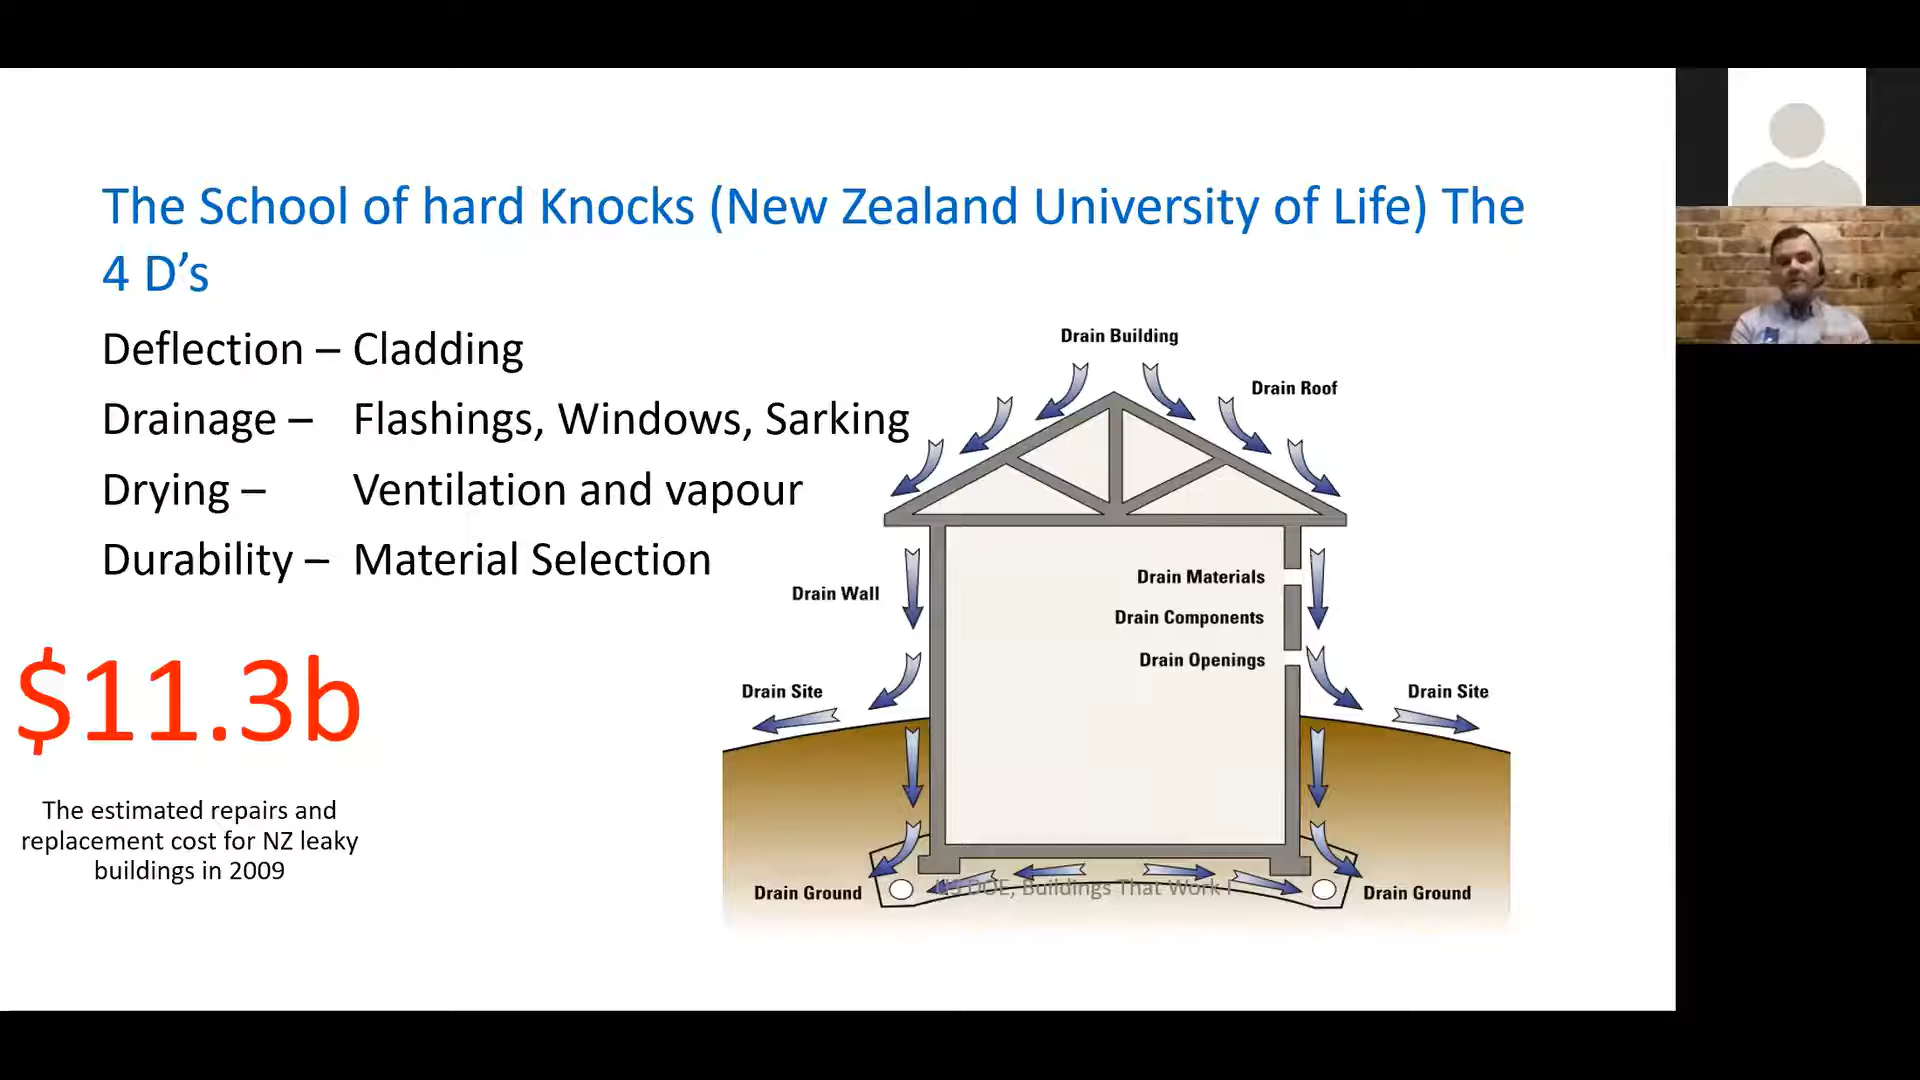 The School of hard Knocks (New Zealand University of Life) The
4 D’s
Deflection – Cladding
Drainage – Flashings, Windows, Sarking
Drying – Ventilation and vapour
Durability – Material Selection
$11.3b
The estimated repairs and
replacement cost for NZ leaky
buildings in 2009
Drain Building
Drain Roof
Drain Wall
Drain Materials
Drain Components
Drain Openings
Drain Site
Drain Site
Drain Ground
DOE, Buildings That Work
Drain Ground